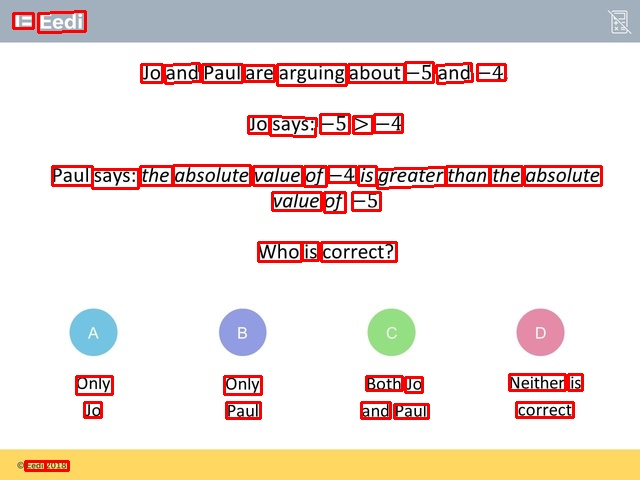 Eedi
Jo and Paul are arguing about −5 and −4
Jo says: −5 > −4
Paul says: the absolute value of −4 is greater than the absolute
value of −5
Who is correct?
A B C D
Only Only Both Jo Neither is
Jo Paul and Paul correct
© Eedi 2018